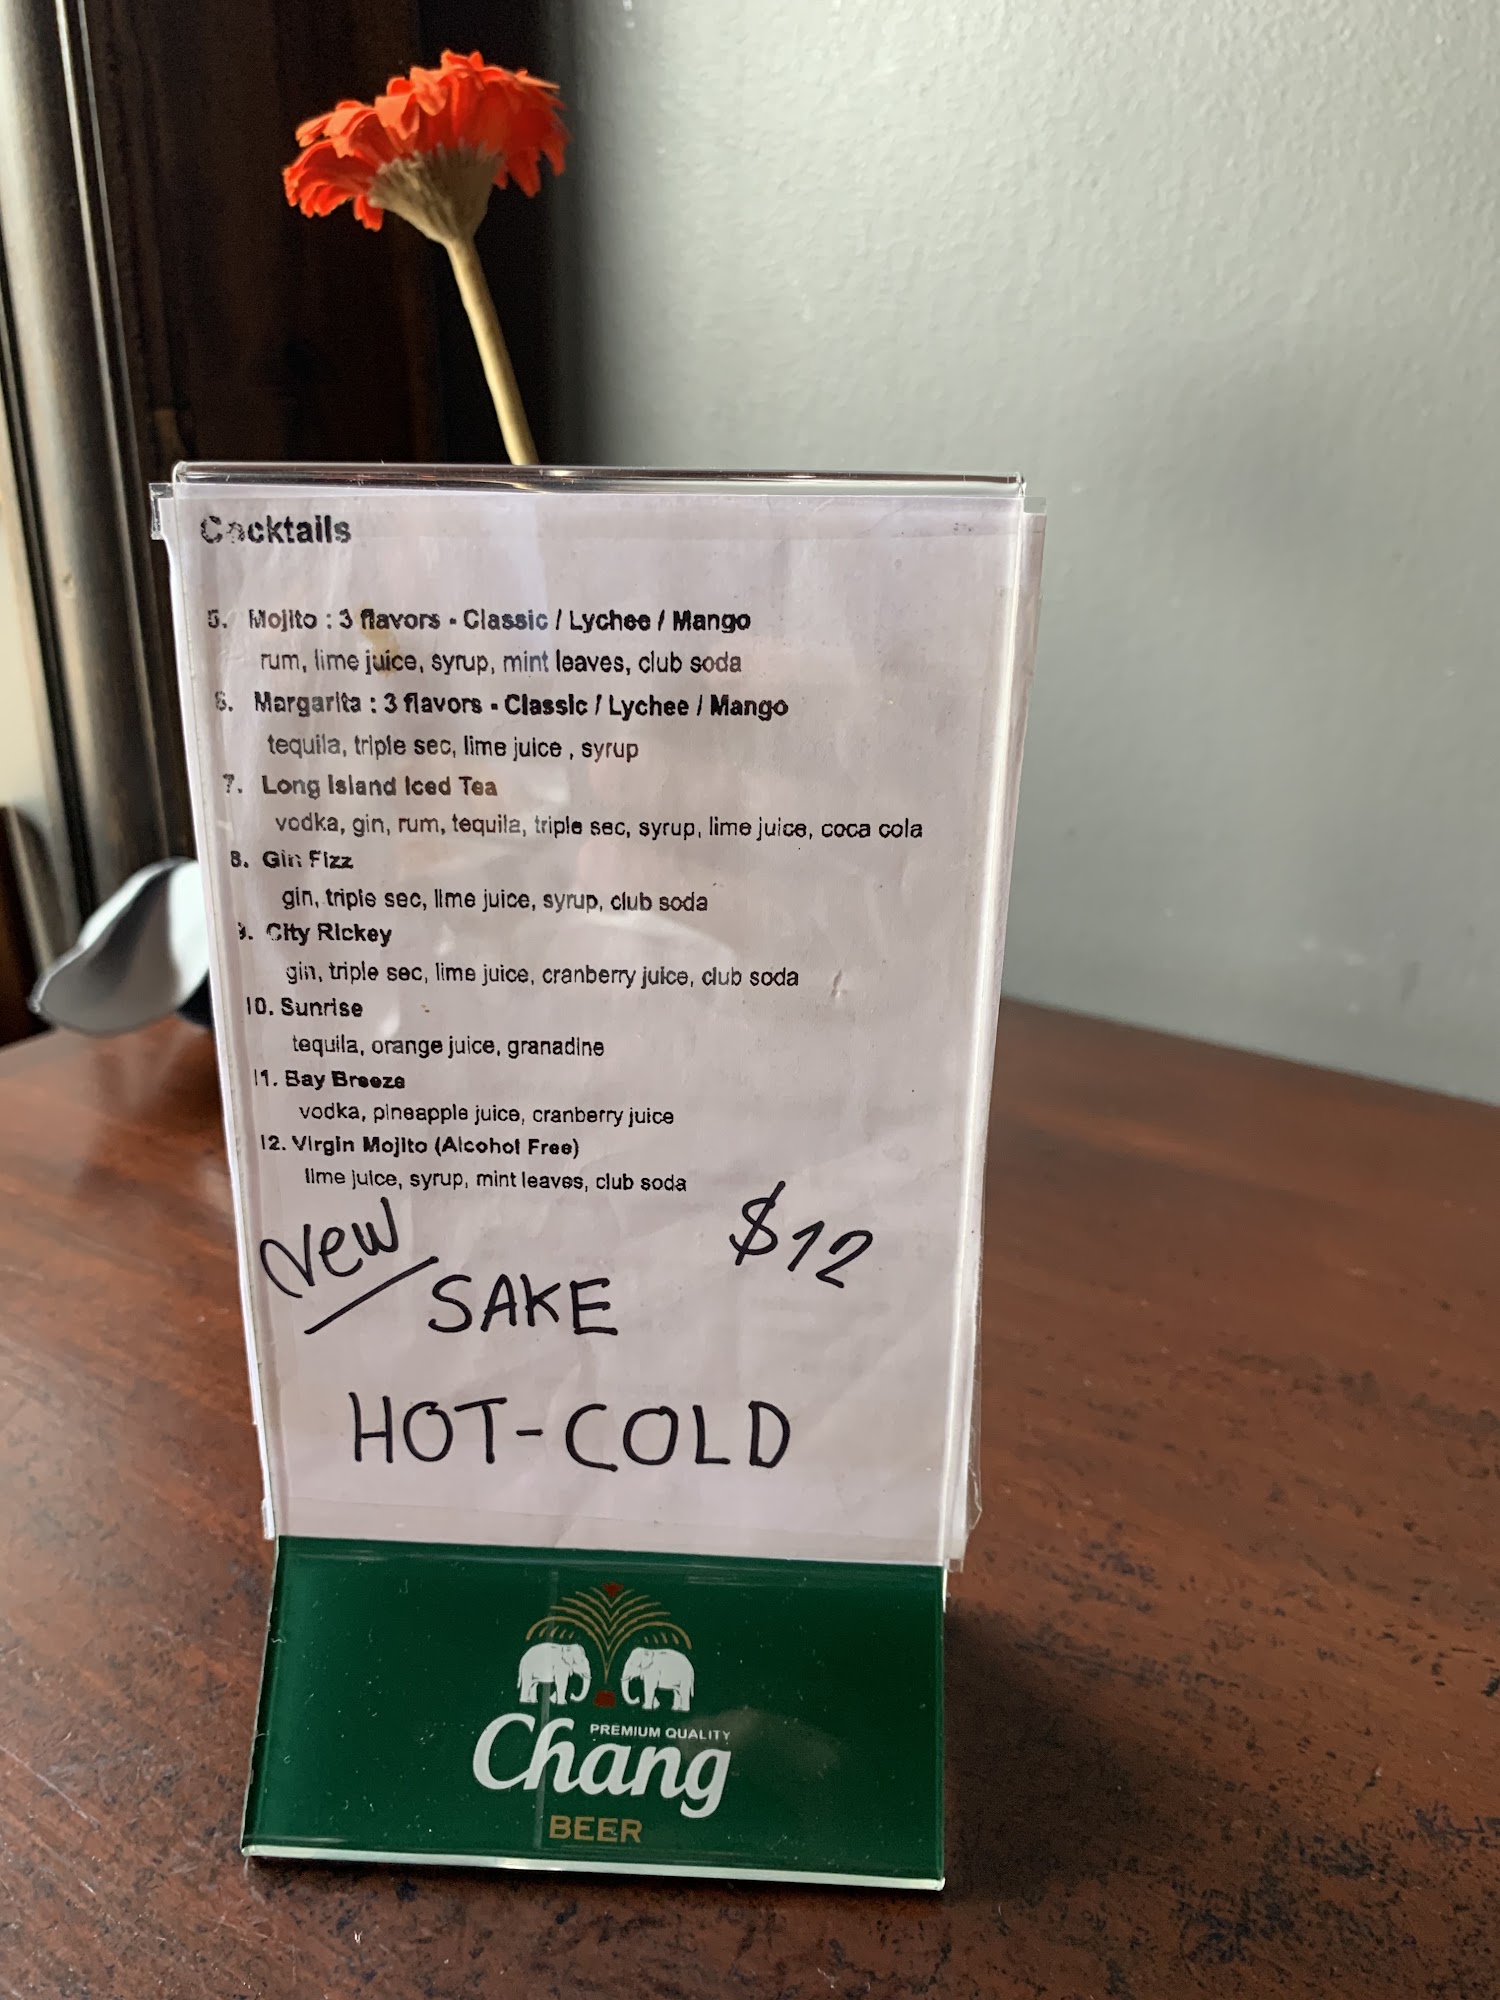 Cocktails
5. Mojito : 3 flavors - Classic / Lychee / Mango
rum, lime juice, syrup, mint leaves, club soda
6. Margarita : 3 flavors - Classic / Lychee / Mango
tequila, triple sec, lime juice , syrup
7. Long Island Iced Tea
vodka, gin, rum, tequila, triple sec, syrup, lime juice, coca cola
8. Gin Fizz
gin, triple sec, lime juice, syrup, club soda
9. City Rickey
gin, triple sec, lime juice, cranberry juice, club soda
10. Sunrise
tequila, orange juice, granadine
11. Bay Breeze
vodka, pineapple juice, cranberry juice
12. Virgin Mojito (Alcohol Free)
lime juice, syrup, mint leaves, club soda
New $12
SAKE
HOT-COLD
PREMIUM QUALITY
Chang
BEER